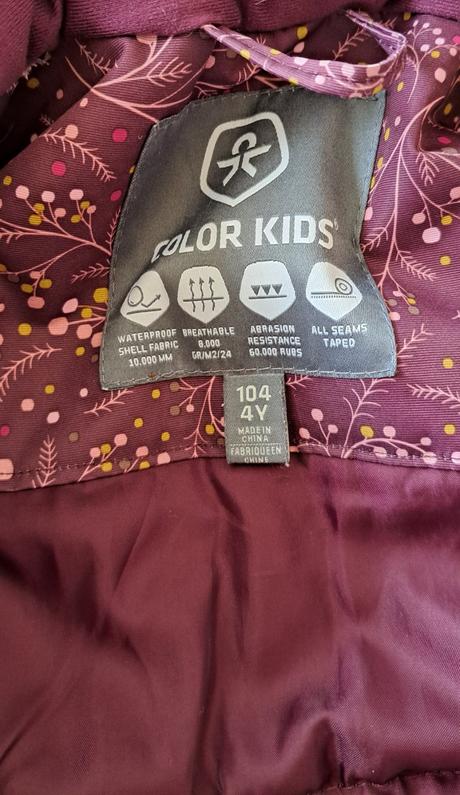 COLOR KIDS®
WATERPROOF
SHELL FABRIC
10.000 MM
BREATHABLE
8.000
GR/M2/24
ABRASION
RESISTANCE
60.000 RUBS
ALL SEAMS
TAPED
104
4Y
MADE IN
CHINA
FABRIQUEEN
CHINE